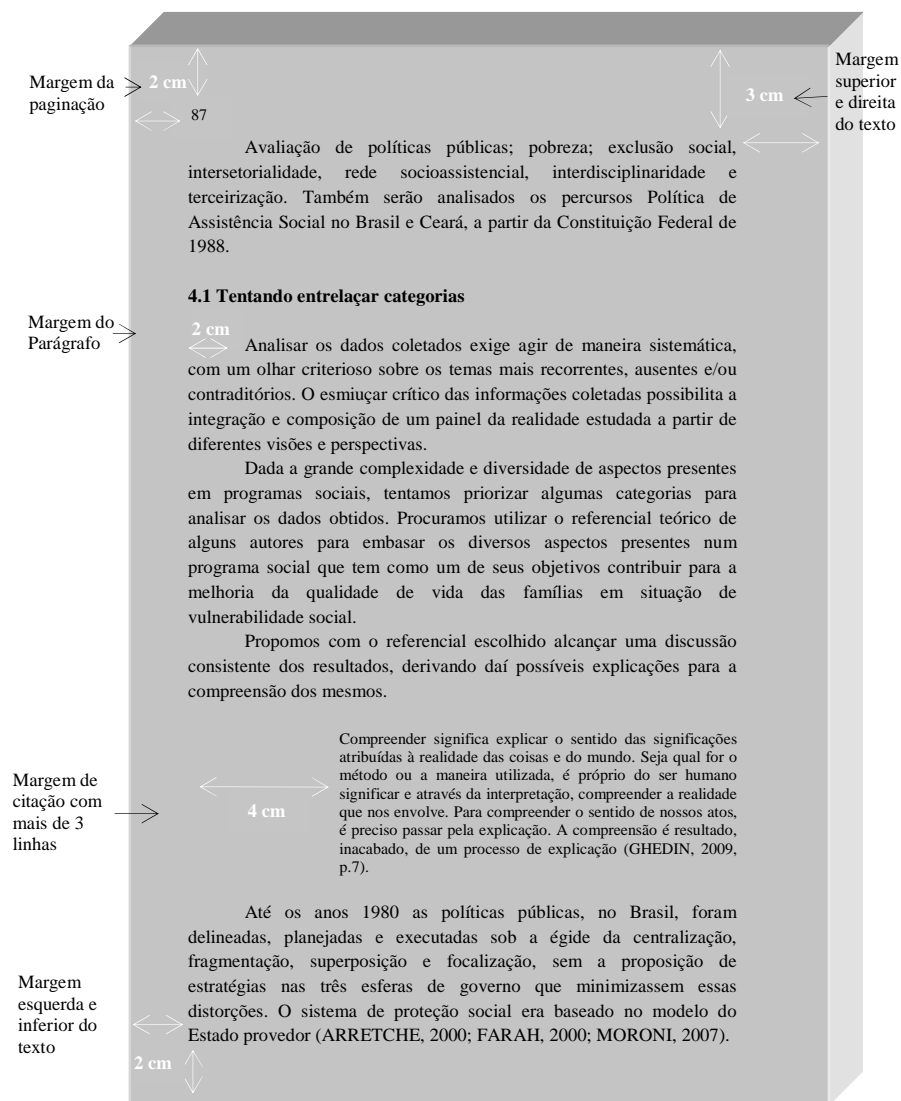 Margem da
paginação
2 cm
87
3 cm
Margem
superior
e direita
do texto
Avaliação de políticas públicas; pobreza; exclusão social,
intersetorialidade, rede socioassistencial, interdisciplinaridade e
terceirização. Também serão analisados os percursos Política de
Assistência Social no Brasil e Ceará, a partir da Constituição Federal de
1988.
4.1 Tentando entrelaçar categorias
Margem do
Parágrafo
2 cm
Analisar os dados coletados exige agir de maneira sistemática,
com um olhar criterioso sobre os temas mais recorrentes, ausentes e/ou
contraditórios. O esmiuçar crítico das informações coletadas possibilita a
integração e composição de um painel da realidade estudada a partir de
diferentes visões e perspectivas.
Dada a grande complexidade e diversidade de aspectos presentes
em programas sociais, tentamos priorizar algumas categorias para
analisar os dados obtidos. Procuramos utilizar o referencial teórico de
alguns autores para embasar os diversos aspectos presentes num
programa social que tem como um de seus objetivos contribuir para a
melhoria da qualidade de vida das famílias em situação de
vulnerabilidade social.
Propomos com o referencial escolhido alcançar uma discussão
consistente dos resultados, derivando daí possíveis explicações para a
compreensão dos mesmos.
Margem de
citação com
mais de 3
linhas
4 cm
Compreender significa explicar o sentido das significações
atribuídas à realidade das coisas e do mundo. Seja qual for o
método ou a maneira utilizada, é próprio do ser humano
significar e através da interpretação, compreender a realidade
que nos envolve. Para compreender o sentido de nossos atos,
é preciso passar pela explicação. A compreensão é resultado,
inacabado, de um processo de explicação (GHEDIN, 2009,
p.7).
Até os anos 1980 as políticas públicas, no Brasil, foram
delineadas, planejadas e executadas sob a égide da centralização,
fragmentação, superposição e focalização, sem a proposição de
estratégias nas três esferas de governo que minimizassem essas
distorções. O sistema de proteção social era baseado no modelo do
Estado provedor (ARRETCHE, 2000; FARAH, 2000; MORONI, 2007).
Margem
esquerda e
inferior do
texto
2 cm